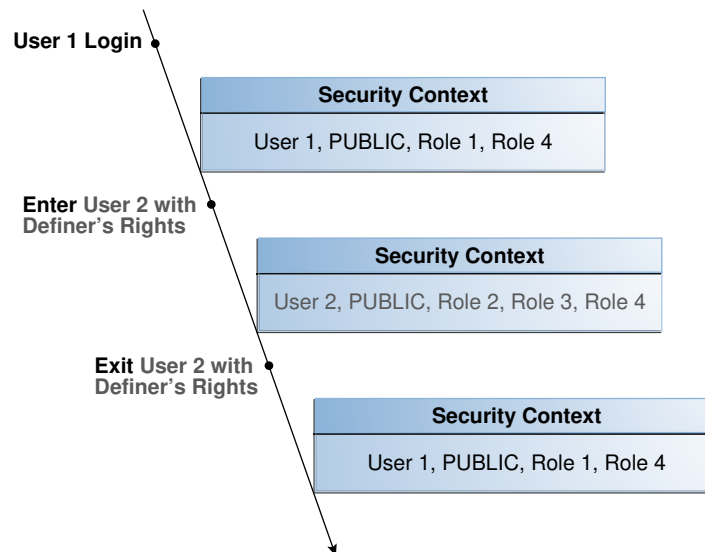 User 1 Login
Security Context
User 1, PUBLIC, Role 1, Role 4
Enter User 2 with
Definer’s Rights
Security Context
User 2, PUBLIC, Role 2, Role 3, Role 4
Exit User 2 with
Definer’s Rights
Security Context
User 1, PUBLIC, Role 1, Role 4